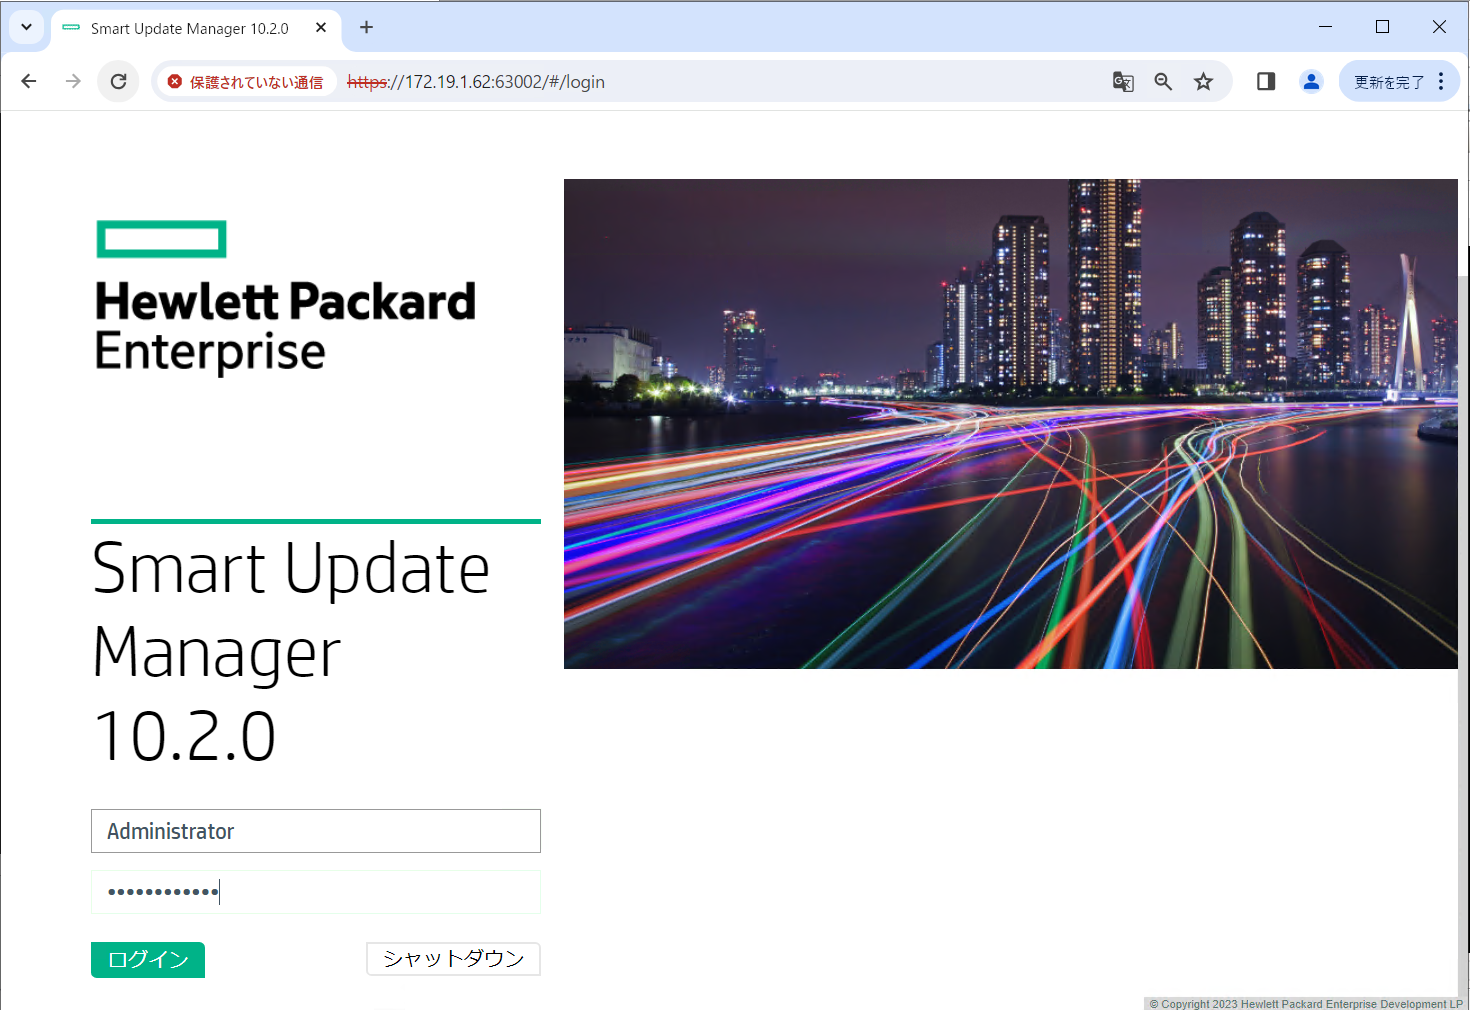 Smart Update Manager 10.2.0
保護されていない通信
https://172.19.1.62:63002/#/login
更新を完了
Hewlett Packard
Enterprise
Smart Update
Manager
10.2.0
Administrator
••••••••••••
ログイン
シャットダウン
© Copyright 2023 Hewlett Packard Enterprise Development LP